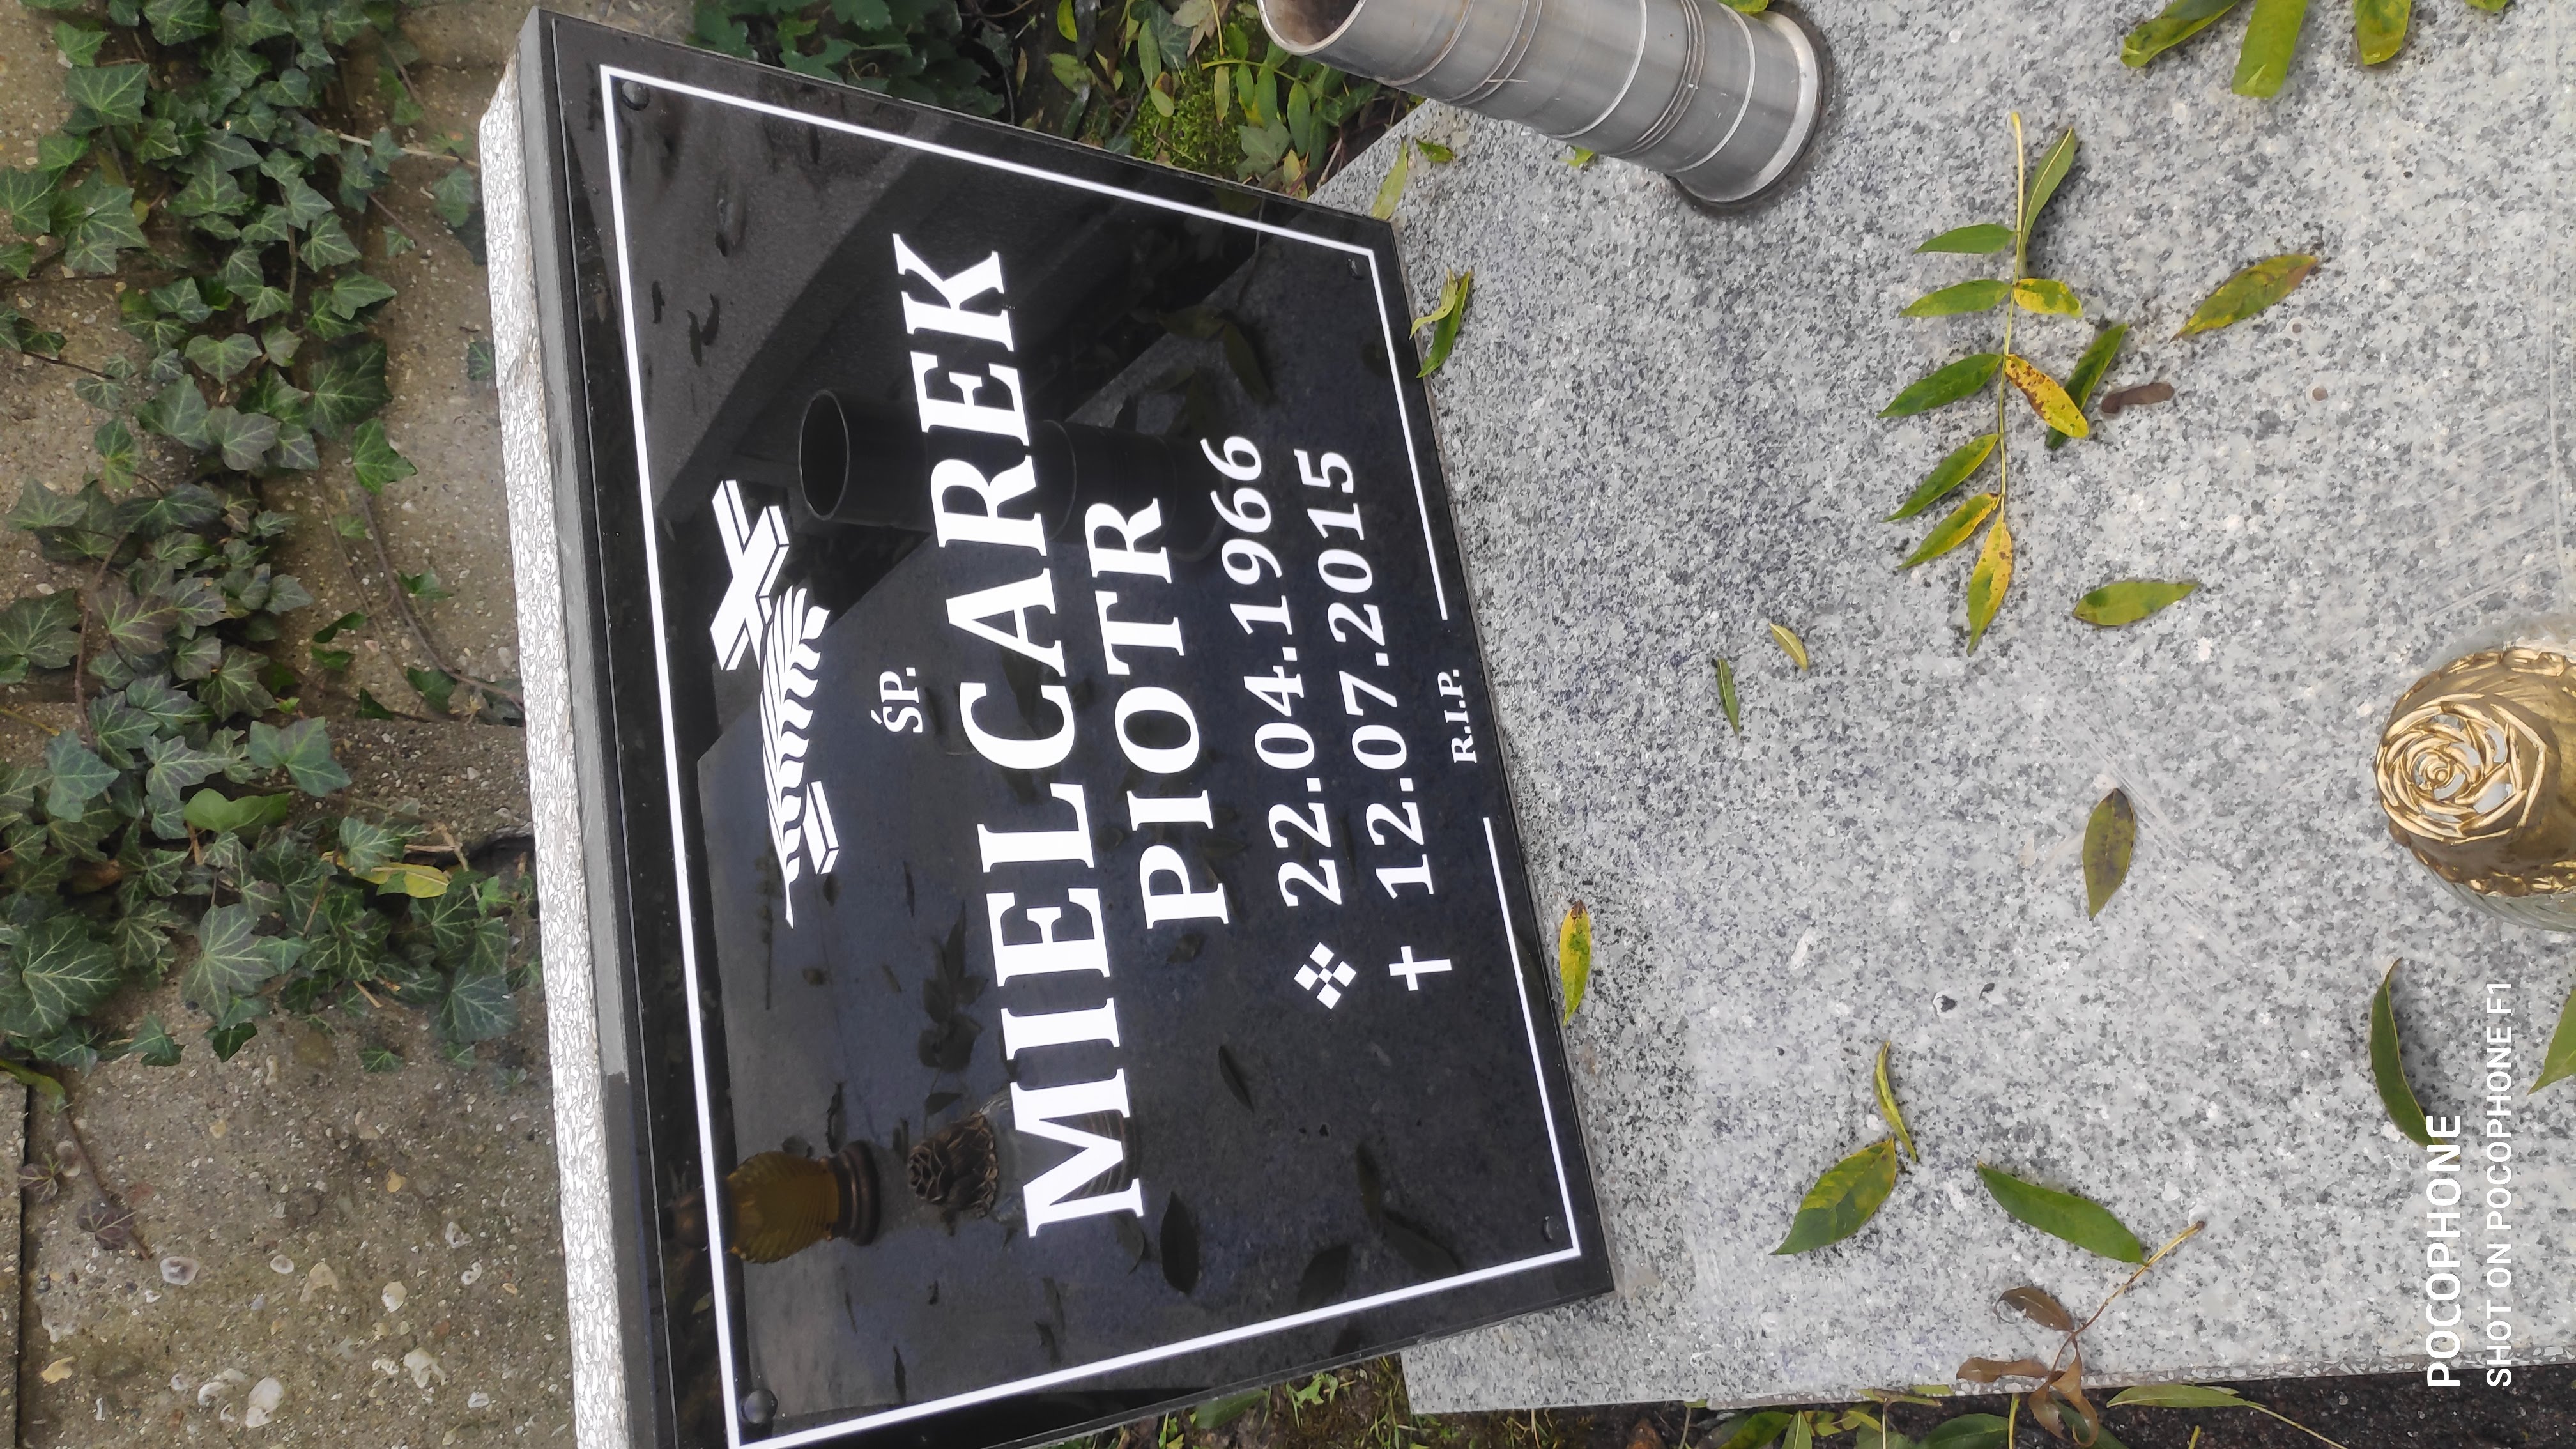 ŚP.
MIELCAREK
PIOTR
22.04.1966
12.07.2015
R.I.P.
POCOPHONE
SHOT ON POCOPHONE F1